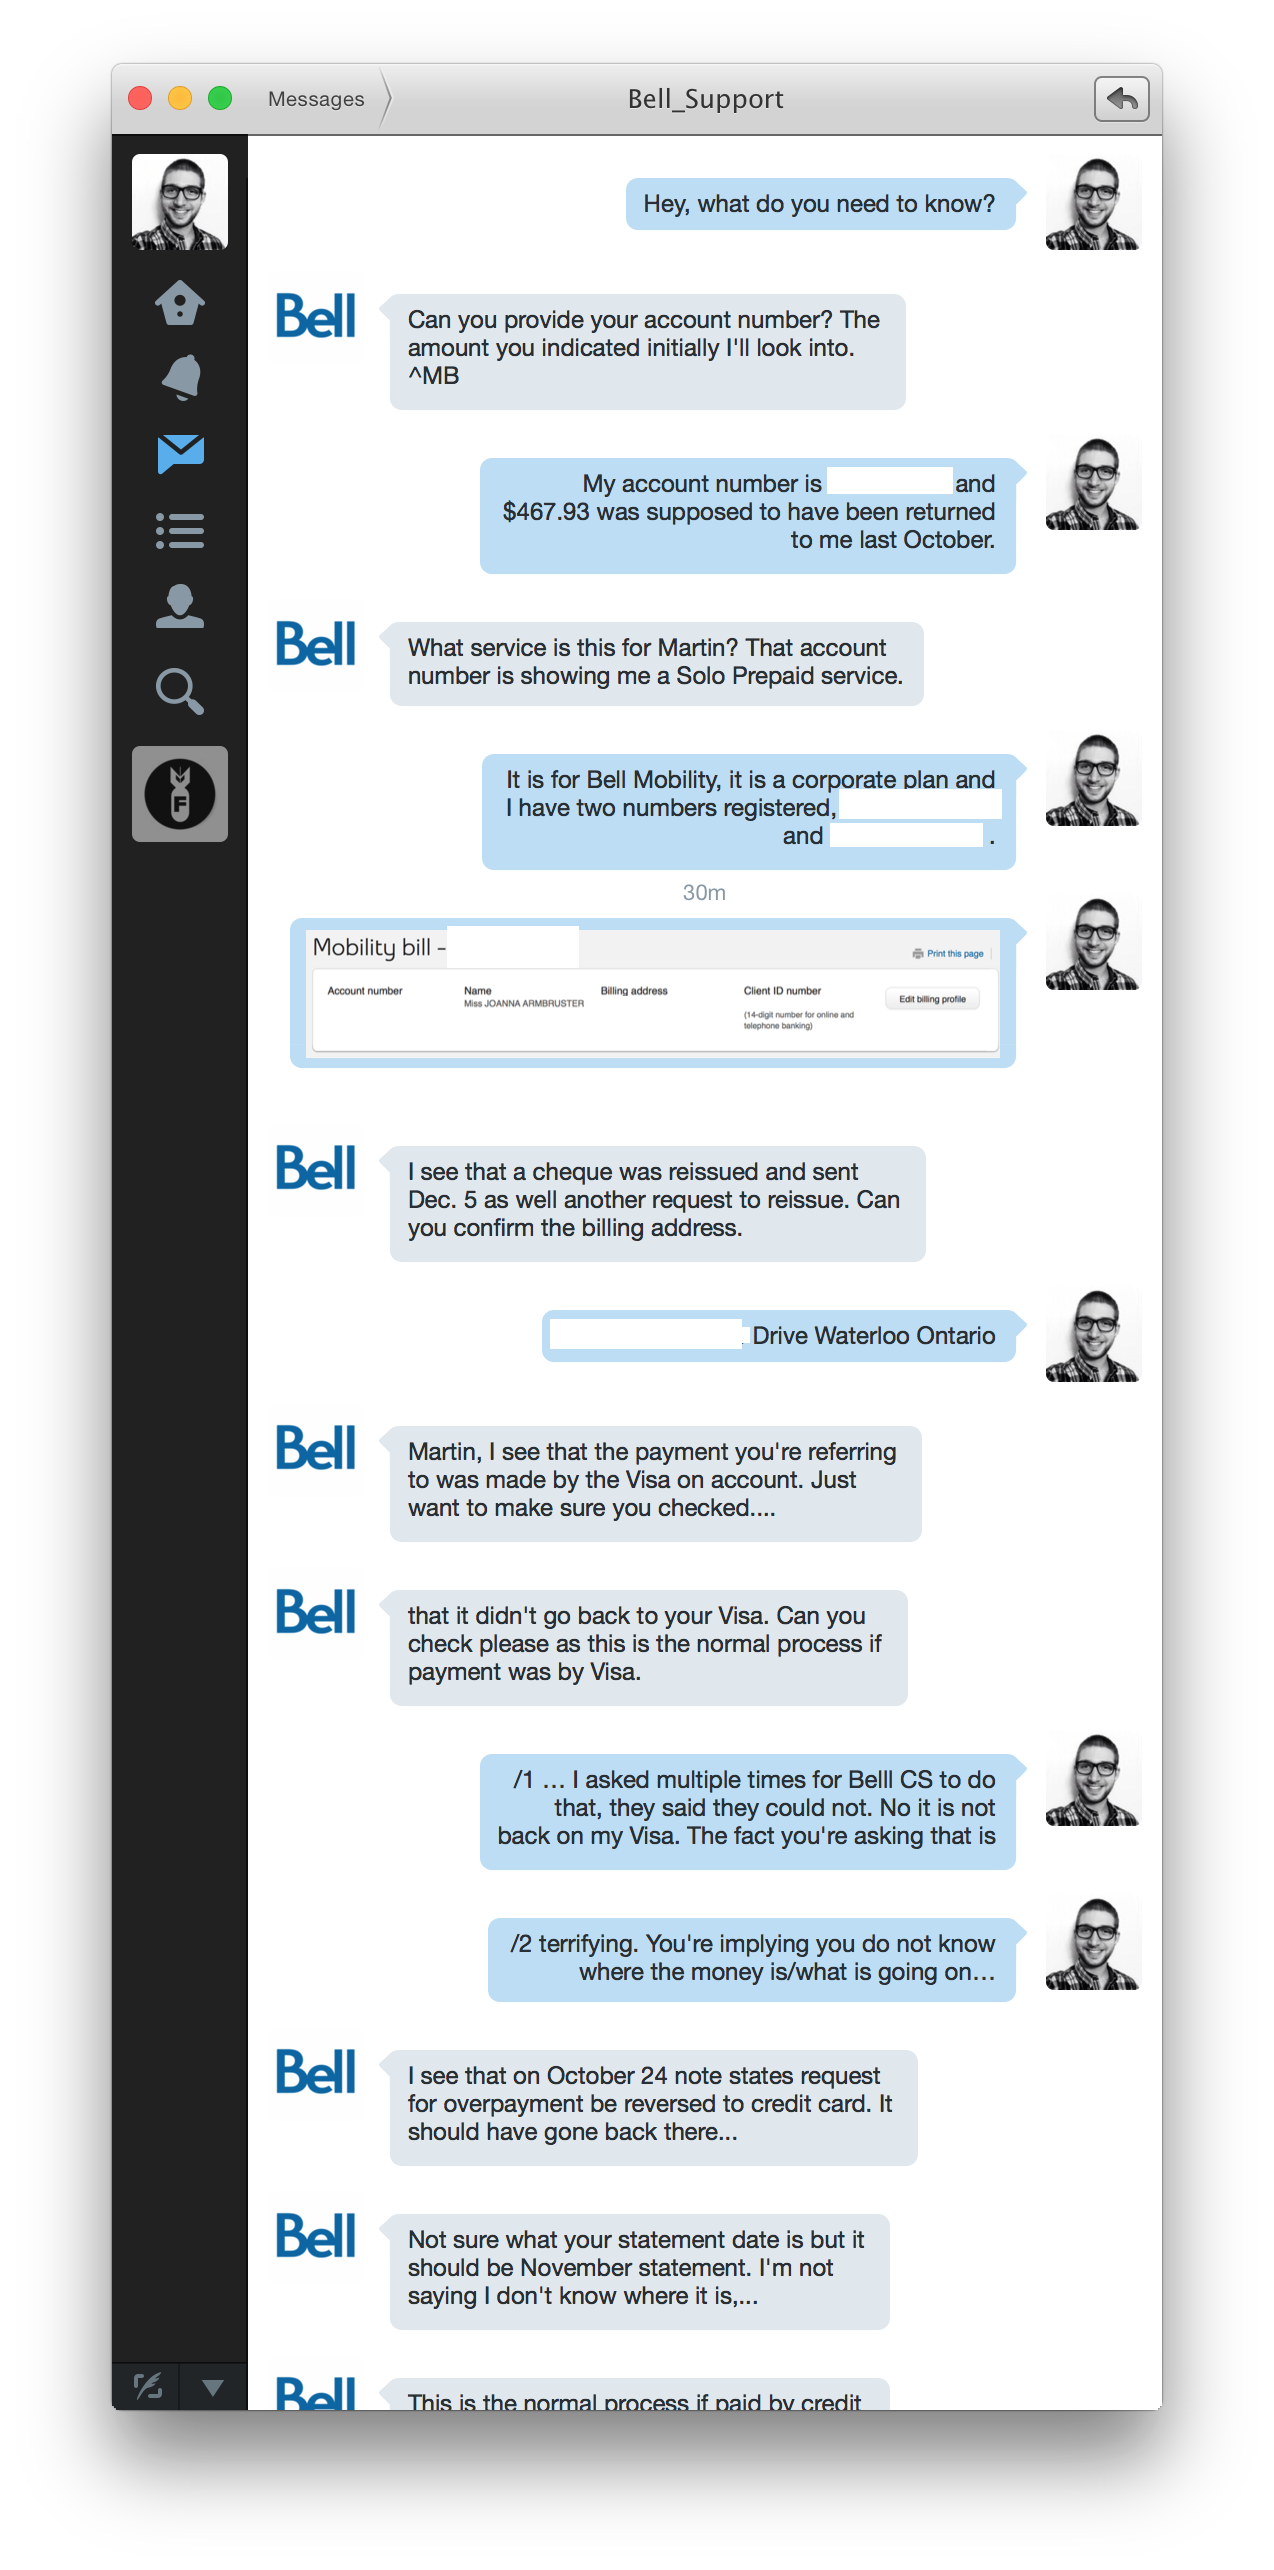 Messages
Bell_Support
Hey, what do you need to know?
Bell
Can you provide your account number? The
amount you indicated initially I'll look into.
^MB
My account number is and
$467.93 was supposed to have been returned
to me last October.
Bell
What service is this for Martin? That account
number is showing me a Solo Prepaid service.
F
It is for Bell Mobility, it is a corporate plan and
I have two numbers registered,
and .
30m
Mobility bill -
Print this page
Account number Name Billing address Client ID number
Miss JOANNA ARMBRUSTER
Edit billing profile
(14-digit number for online and
telephone banking)
Bell
I see that a cheque was reissued and sent
Dec. 5 as well another request to reissue. Can
you confirm the billing address.
Drive Waterloo Ontario
Bell
Martin, I see that the payment you're referring
to was made by the Visa on account. Just
want to make sure you checked....
Bell
that it didn't go back to your Visa. Can you
check please as this is the normal process if
payment was by Visa.
/1 … I asked multiple times for Belll CS to do
that, they said they could not. No it is not
back on my Visa. The fact you're asking that is
/2 terrifying. You're implying you do not know
where the money is/what is going on…
Bell
I see that on October 24 note states request
for overpayment be reversed to credit card. It
should have gone back there...
Bell
Not sure what your statement date is but it
should be November statement. I'm not
saying I don't know where it is,...
Bell
This is the normal process if paid by credit